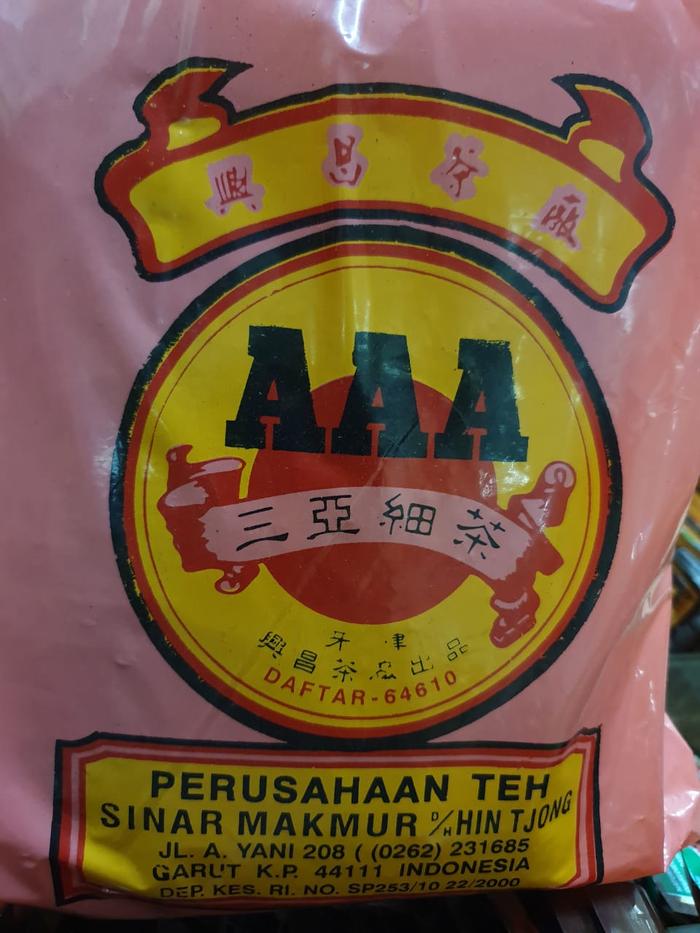 興昌茶廠
AAA
三亞細茶
牙津
興昌茶廠出品
DAFTAR-64610
PERUSAHAAN TEH
SINAR MAKMUR D/H HIN TJONG
JL. A. YANI 208 ( (0262) 231685
GARUT K.P. 44111 INDONESIA
DEP. KES. RI. NO. SP253/10 22/2000